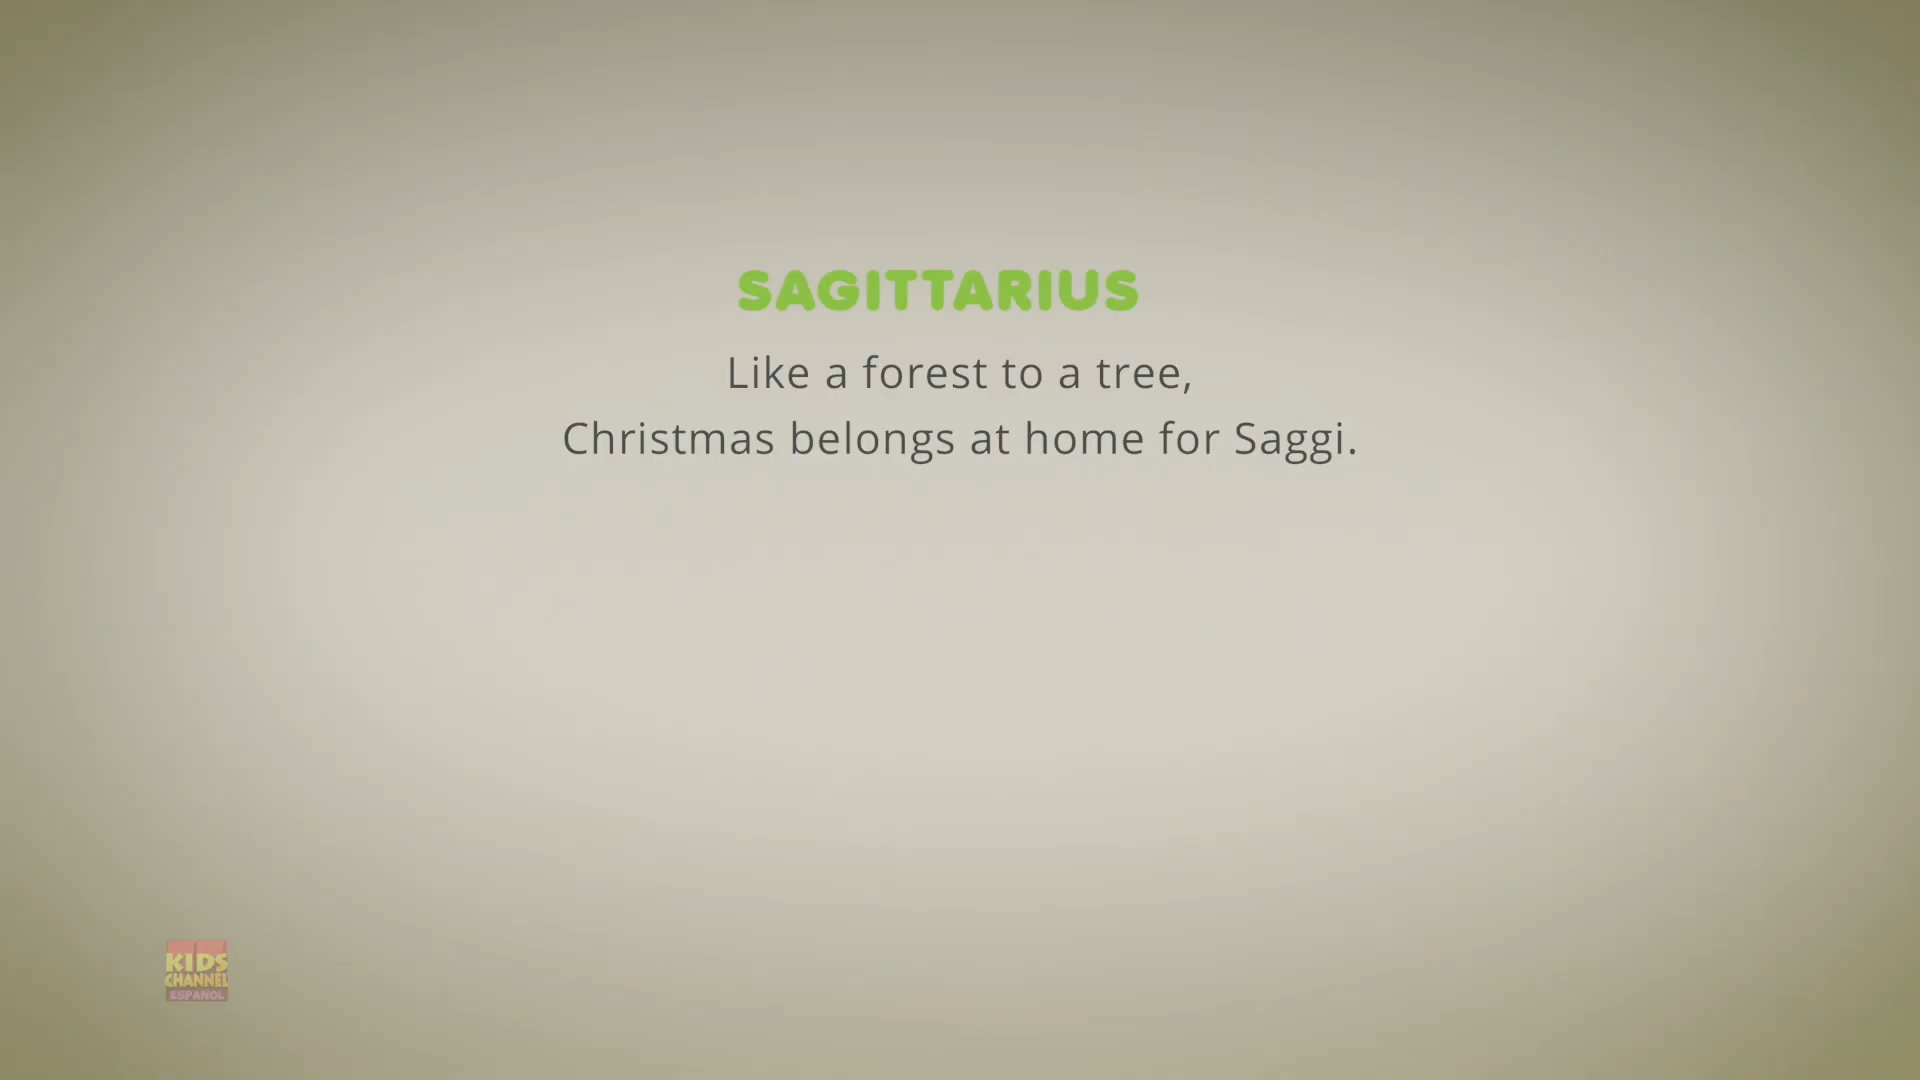 SAGITTARIUS
Like a forest to a tree,
Christmas belongs at home for Saggi.
KIDS
CHANNEL
ESPAÑOL